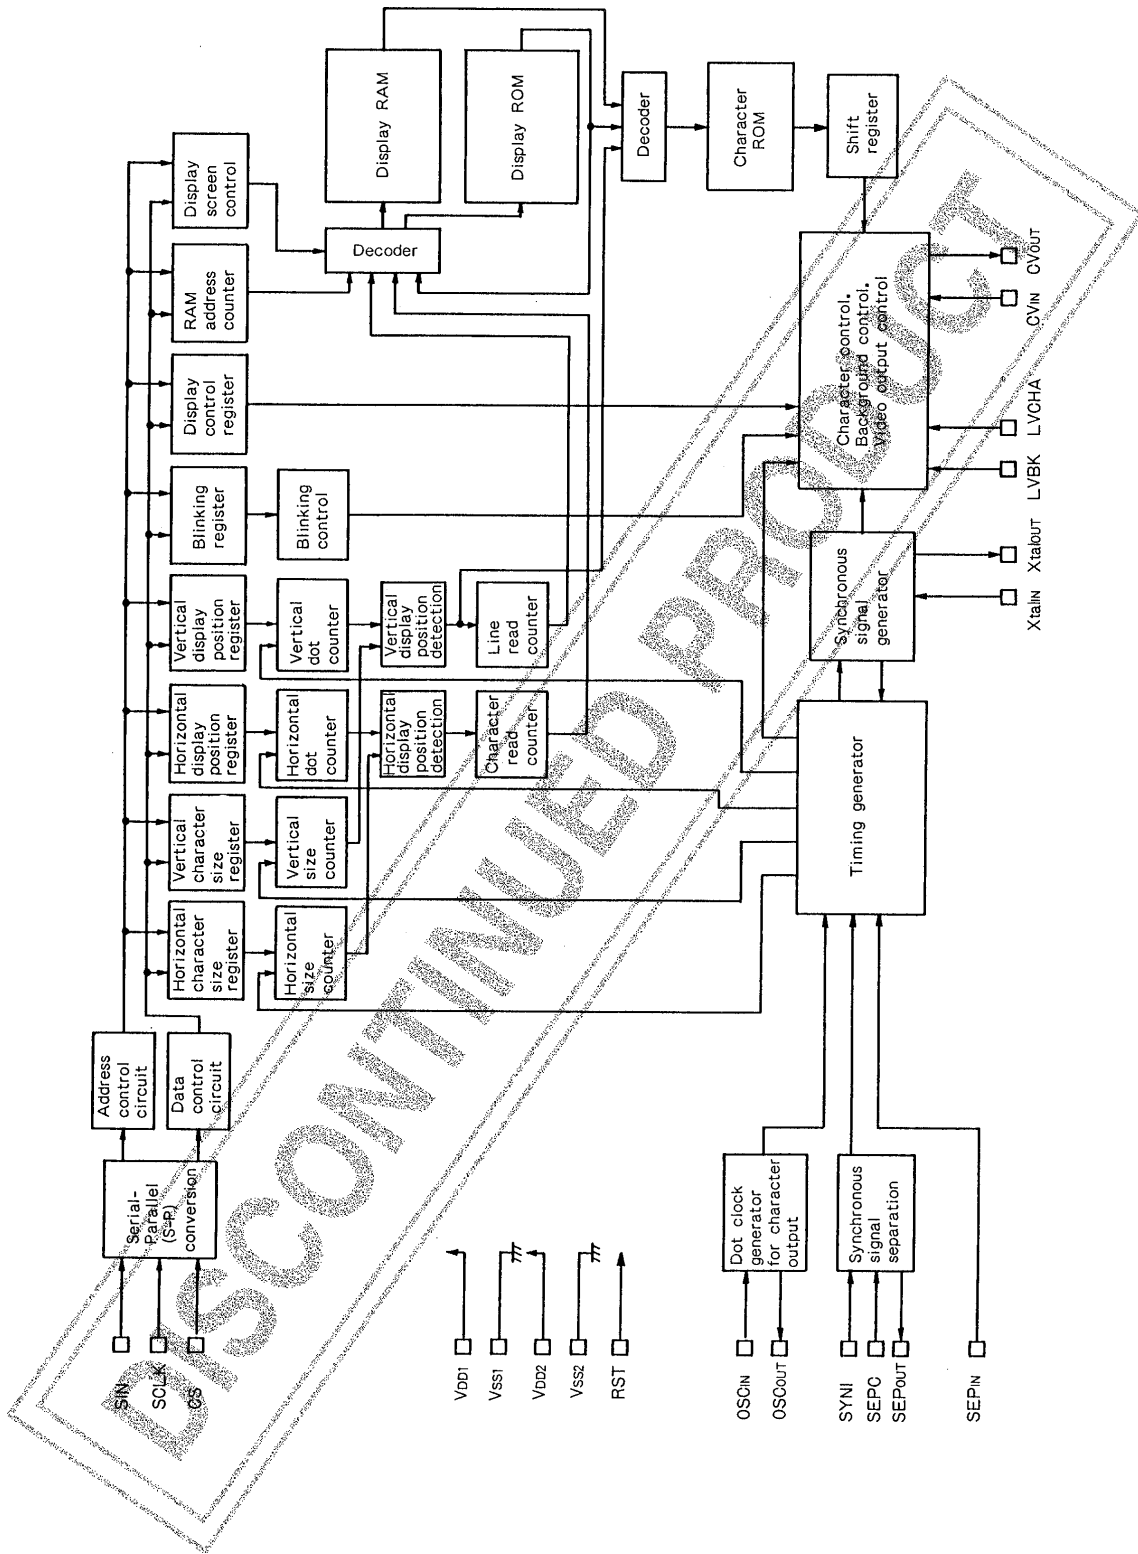 SIN
SCLK
CS
Serial-
Parallel
(S-P)
conversion
Address
control
circuit
Data
control
circuit
Horizontal
character
size
register
Vertical
character
size
register
Horizontal
display
position
register
Vertical
display
position
register
Blinking
register
Display
control
register
RAM
address
counter
Display
screen
control
Horizontal
size
counter
Vertical
size
counter
Horizontal
dot
counter
Vertical
dot
counter
Blinking
control
Decoder
Display RAM
Horizontal
display
position
detection
Vertical
display
position
detection
Character
read
counter
Line
read
counter
Display ROM
VDD1
VSS1
VDD2
VSS2
RST
Decoder
Character
ROM
Shift
register
OSCIN
OSCOUT
Dot clock
generator
for character
output
SYNI
SEPC
SEPOUT
Synchronous
signal
separation
SEPIN
Timing generator
Synchronous
signal
generator
Character control.
Background control.
Video output control
XtalIN
XtalOUT
LVBK
LVCHA
CVIN
CVOUT
DISCONTINUED PRODUCT